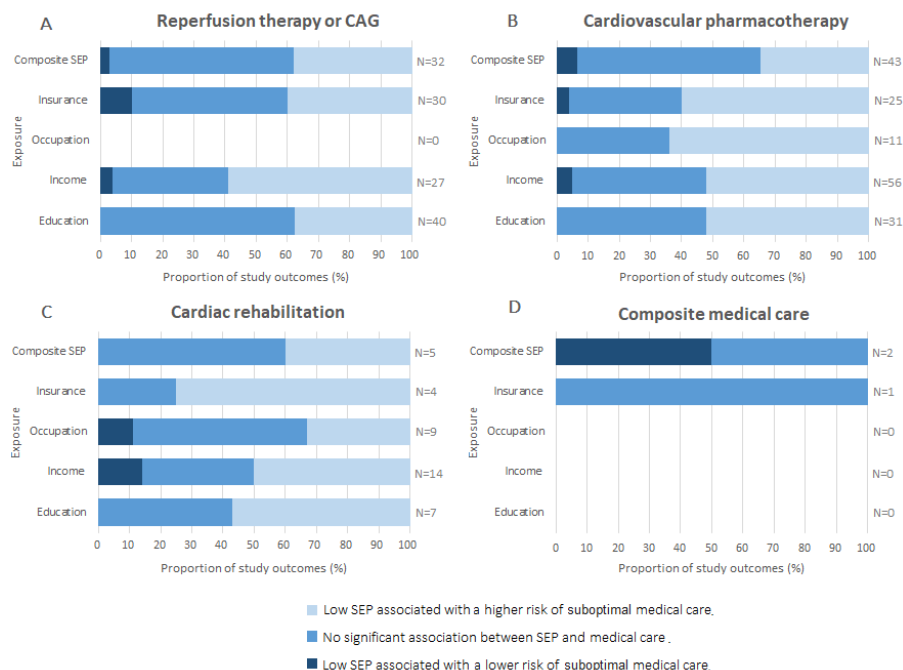 A
Reperfusion therapy or CAG
Exposure
Composite SEP
N=32
Insurance
N=30
Occupation
N=0
Income
N=27
Education
N=40
0 10 20 30 40 50 60 70 80 90 100
Proportion of study outcomes (%)
B
Cardiovascular pharmacotherapy
Exposure
Composite SEP
N=43
Insurance
N=25
Occupation
N=11
Income
N=56
Education
N=31
0 10 20 30 40 50 60 70 80 90 100
Proportion of study outcomes (%)
C
Cardiac rehabilitation
Exposure
Composite SEP
N=5
Insurance
N=4
Occupation
N=9
Income
N=14
Education
N=7
0 10 20 30 40 50 60 70 80 90 100
Proportion of study outcomes (%)
D
Composite medical care
Exposure
Composite SEP
N=2
Insurance
N=1
Occupation
N=0
Income
N=0
Education
N=0
0 10 20 30 40 50 60 70 80 90 100
Proportion of study outcomes (%)
Low SEP associated with a higher risk of suboptimal medical care.
No significant association between SEP and medical care .
Low SEP associated with a lower risk of suboptimal medical care.